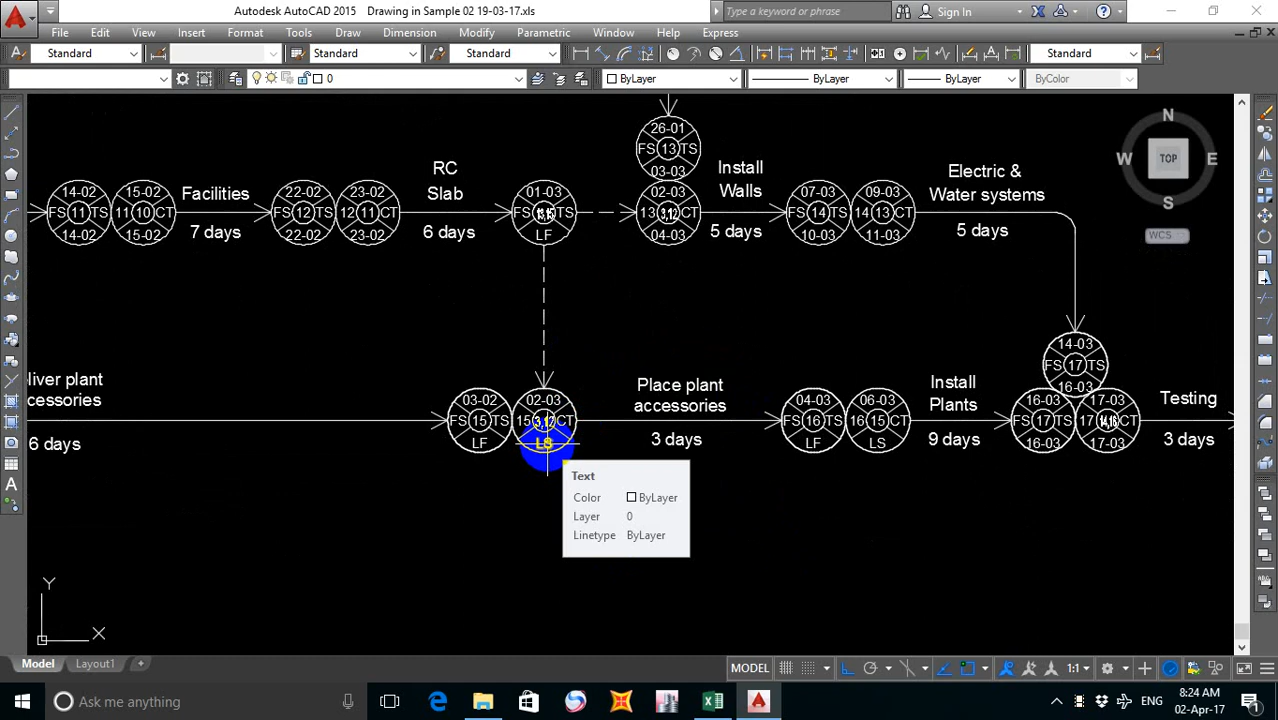 Autodesk AutoCAD 2015 Drawing in Sample 02 19-03-17.xls
Type a keyword or phrase
Sign In
File Edit View Insert Format Tools Draw Dimension Modify Parametric Window Help Express
Standard Standard Standard Standard
0 ByLayer ByLayer ByLayer ByColor
N
W TOP E
S
WCS
26-01
FS 13 TS
03-03
14-02 15-02 Facilities 22-02 23-02 RC Slab 01-03 02-03 Install Walls 07-03 09-03 Electric & Water systems
FS 11 TS 11 10 CT FS 12 TS 12 11 CT FS TS 13 CT FS 14 TS 14 13 CT
14-02 15-02 7 days 22-02 23-02 6 days LF 04-03 5 days 10-03 11-03 5 days
14-03
FS 17 TS
16-03
liver plant
ccessories
6 days
03-02 02-03 Place plant accessories 04-03 06-03 Install Plants 16-03 17-03 Testing
FS 15 TS 15 3,12 CT FS 16 TS 16 15 CT FS 17 TS 17 14,16 CT
LF LS 3 days LF LS 9 days 16-03 17-03 3 days
Text
Color ByLayer
Layer 0
Linetype ByLayer
Y
X
Model Layout1
MODEL 1:1
Ask me anything
ENG
8:24 AM
02-Apr-17